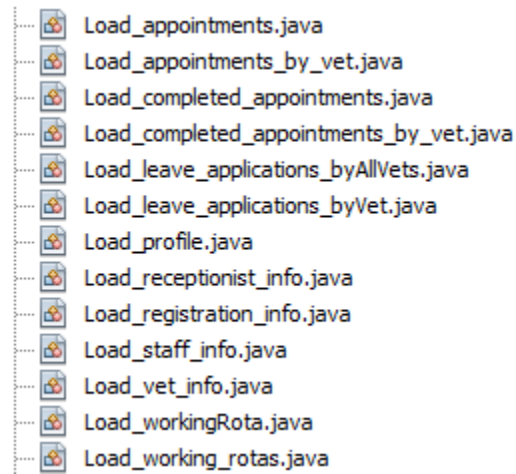 Load_appointments.java
Load_appointments_by_vet.java
Load_completed_appointments.java
Load_completed_appointments_by_vet.java
Load_leave_applications_byAllVets.java
Load_leave_applications_byVet.java
Load_profile.java
Load_receptionist_info.java
Load_registration_info.java
Load_staff_info.java
Load_vet_info.java
Load_workingRota.java
Load_working_rotas.java